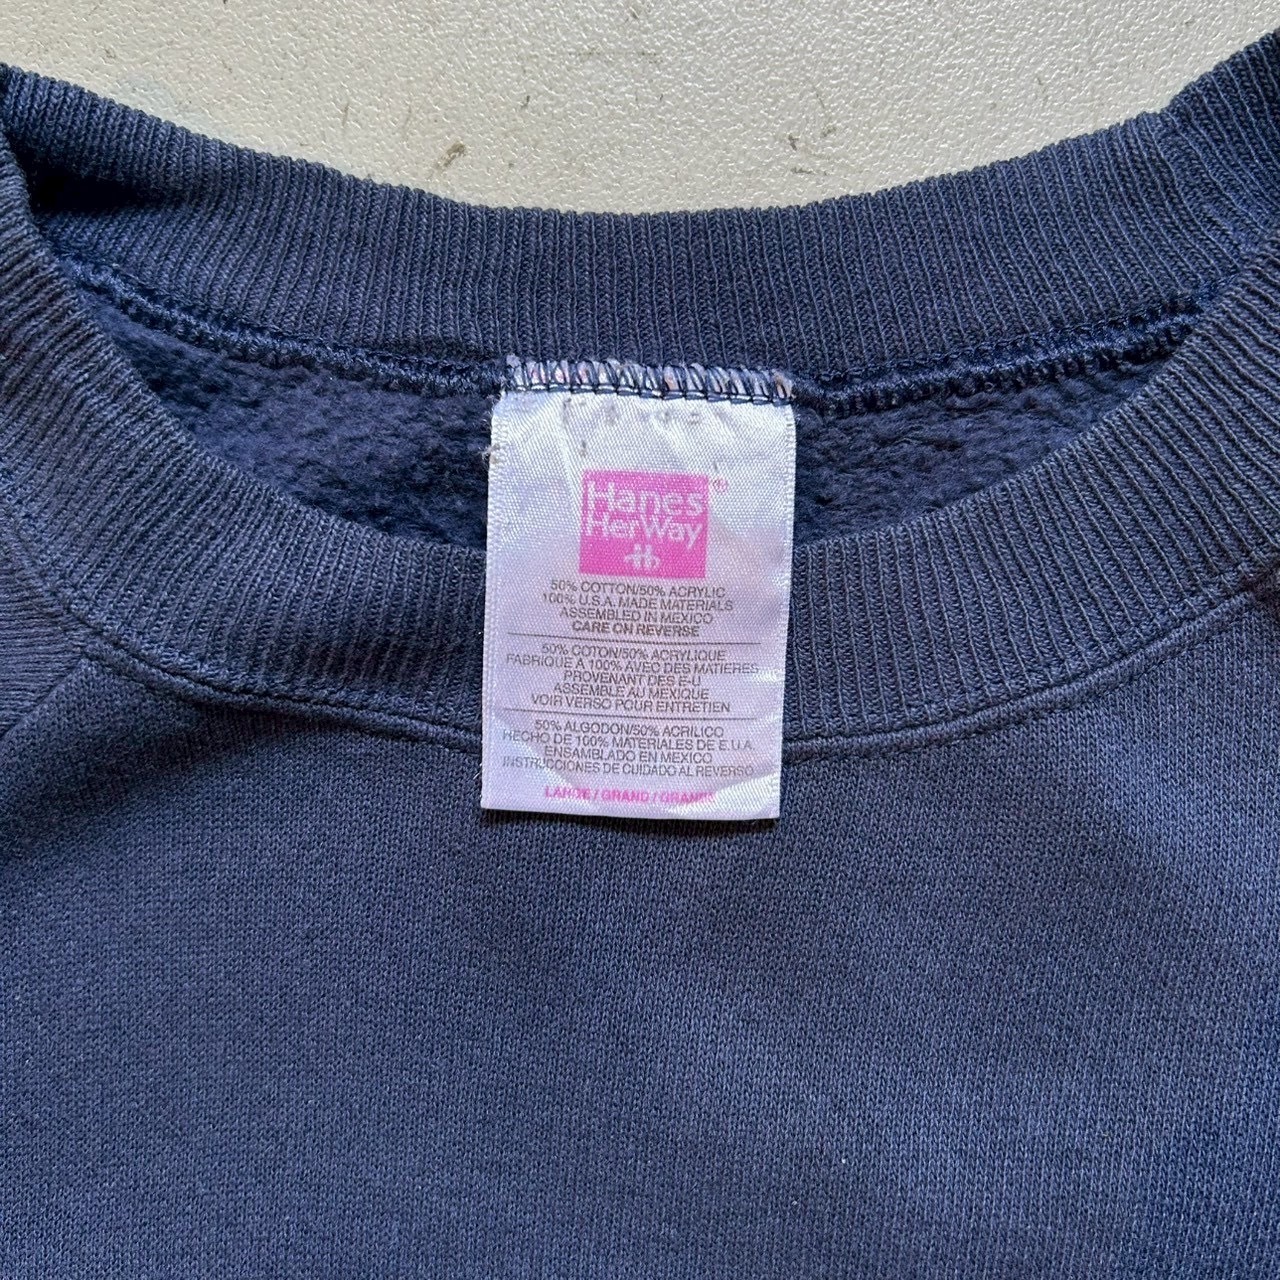 Hanes
HerWay
®
50% COTTON/50% ACRYLIC
100% U.S.A. MADE MATERIALS
ASSEMBLED IN MEXICO
CARE ON REVERSE
50% COTON/50% ACRYLIQUE
FABRIQUE A 100% AVEC DES MATIERES
PROVENANT DES E-U
ASSEMBLE AU MEXIQUE
VOIR VERSO POUR ENTRETIEN
50% ALGODON/50% ACRILICO
HECHO DE 100% MATERIALES DE E.U.A.
ENSAMBLADO EN MEXICO
INSTRUCCIONES DE CUIDADO AL REVERSO
LARGE / GRAND / GRANDE